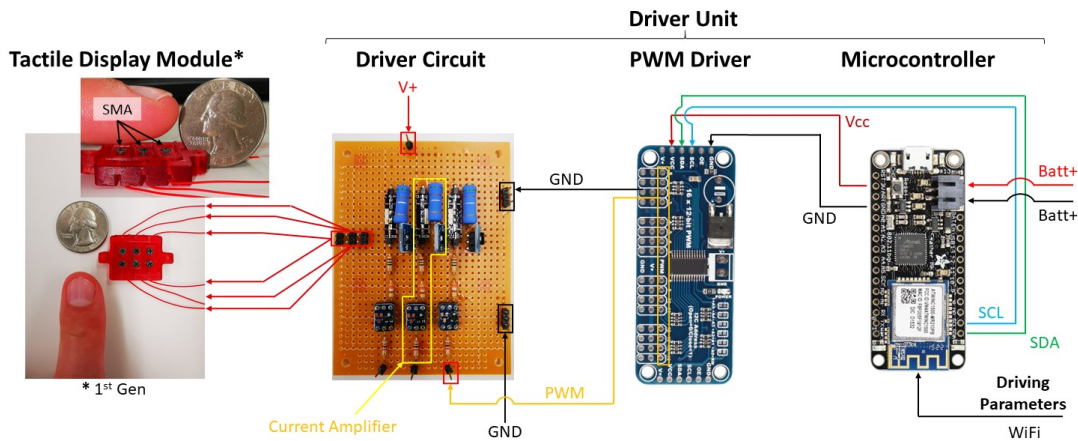 Driver Unit
Tactile Display Module*
Driver Circuit
PWM Driver
Microcontroller
SMA
V+
Vcc
GND
GND
Batt+
Batt+
16 x 12-bit PWM
SCL
SDA
* 1st Gen
PWM
Current Amplifier
GND
Driving
Parameters
WiFi